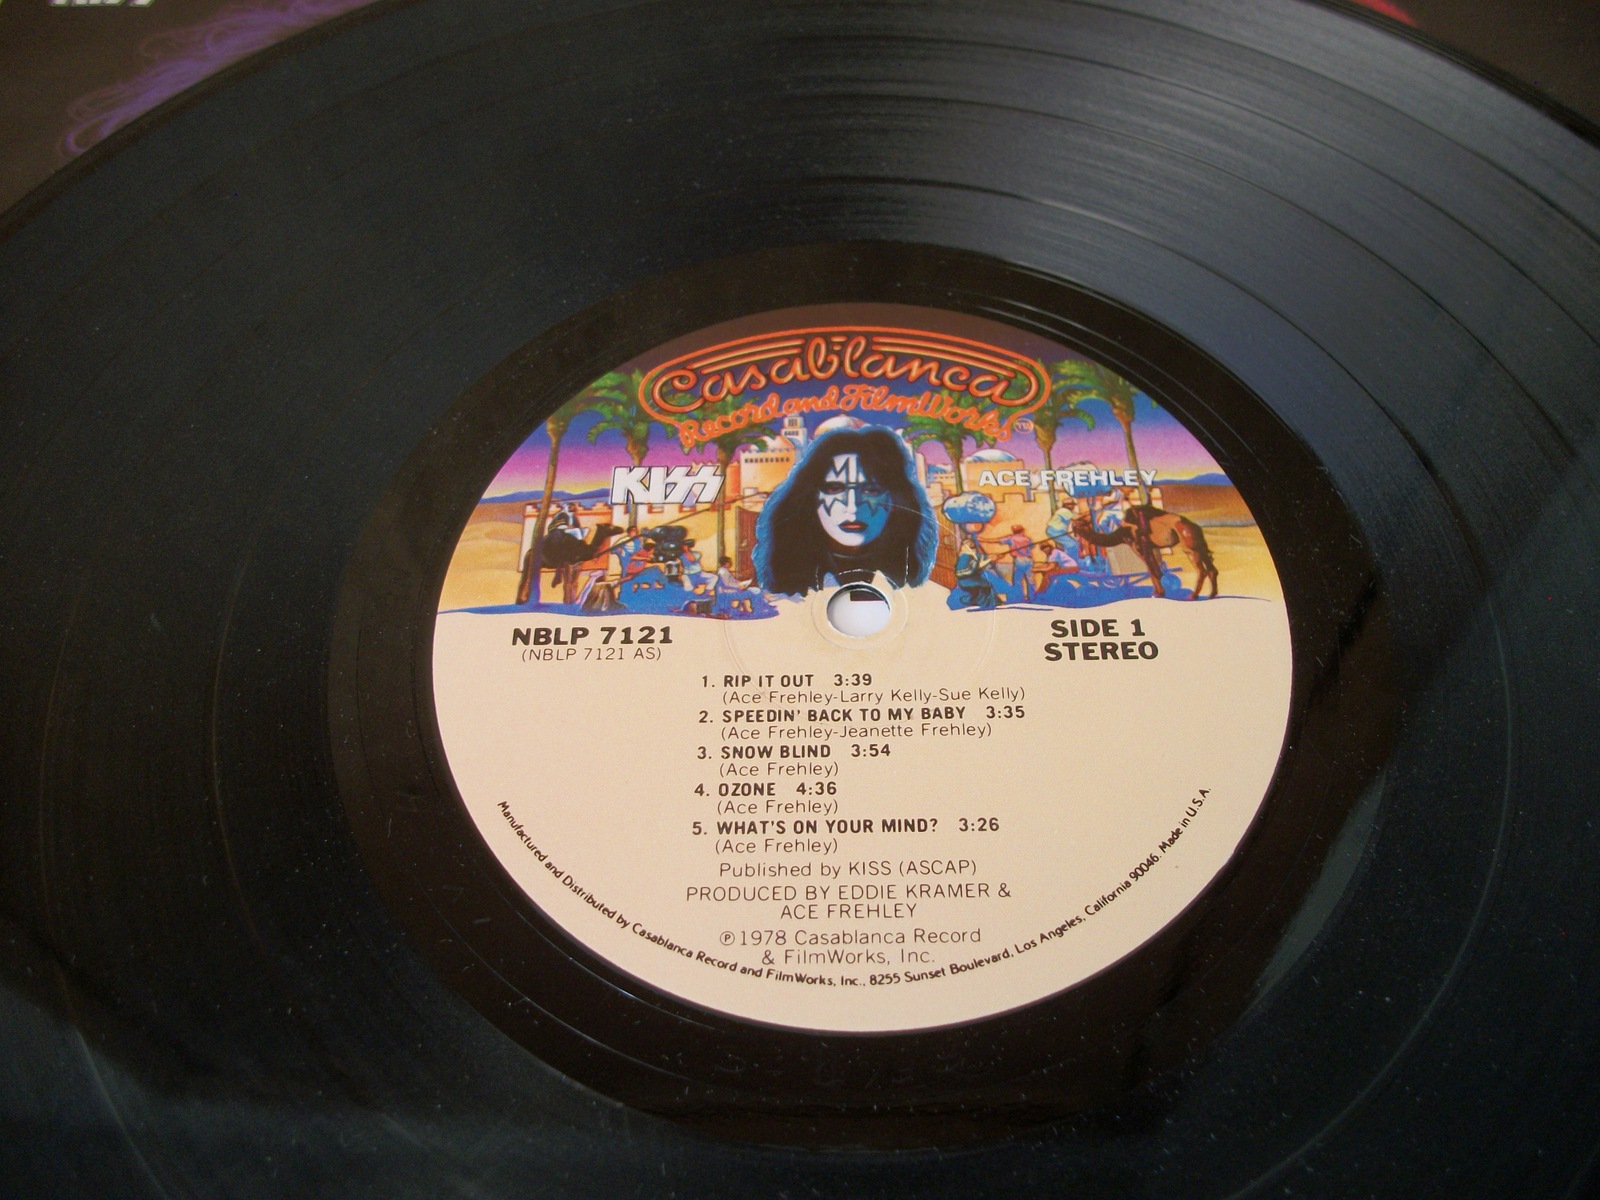 KISS
Casablanca
Record and FilmWorks TM
KISS
ACE FREHLEY
NBLP 7121
(NBLP 7121 AS)
SIDE 1
STEREO
1. RIP IT OUT 3:39
(Ace Frehley-Larry Kelly-Sue Kelly)
2. SPEEDIN' BACK TO MY BABY 3:35
(Ace Frehley-Jeanette Frehley)
3. SNOW BLIND 3:54
(Ace Frehley)
4. OZONE 4:36
(Ace Frehley)
5. WHAT'S ON YOUR MIND? 3:26
(Ace Frehley)
Published by KISS (ASCAP)
PRODUCED BY EDDIE KRAMER &
ACE FREHLEY
℗1978 Casablanca Record
& FilmWorks, Inc.
Manufactured and Distributed by Casablanca Record and FilmWorks, Inc., 8255 Sunset Boulevard, Los Angeles, California 90046. Made in U.S.A.